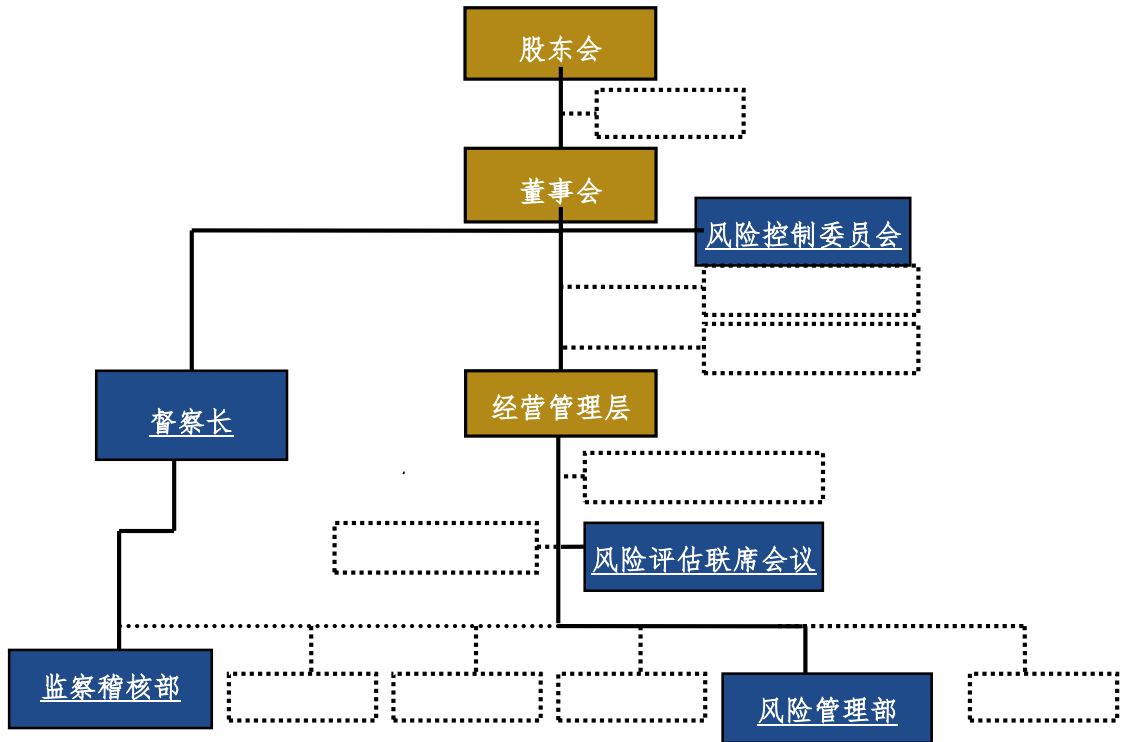 股东会
董事会
风险控制委员会
督察长
经营管理层
风险评估联席会议
监察稽核部
风险管理部